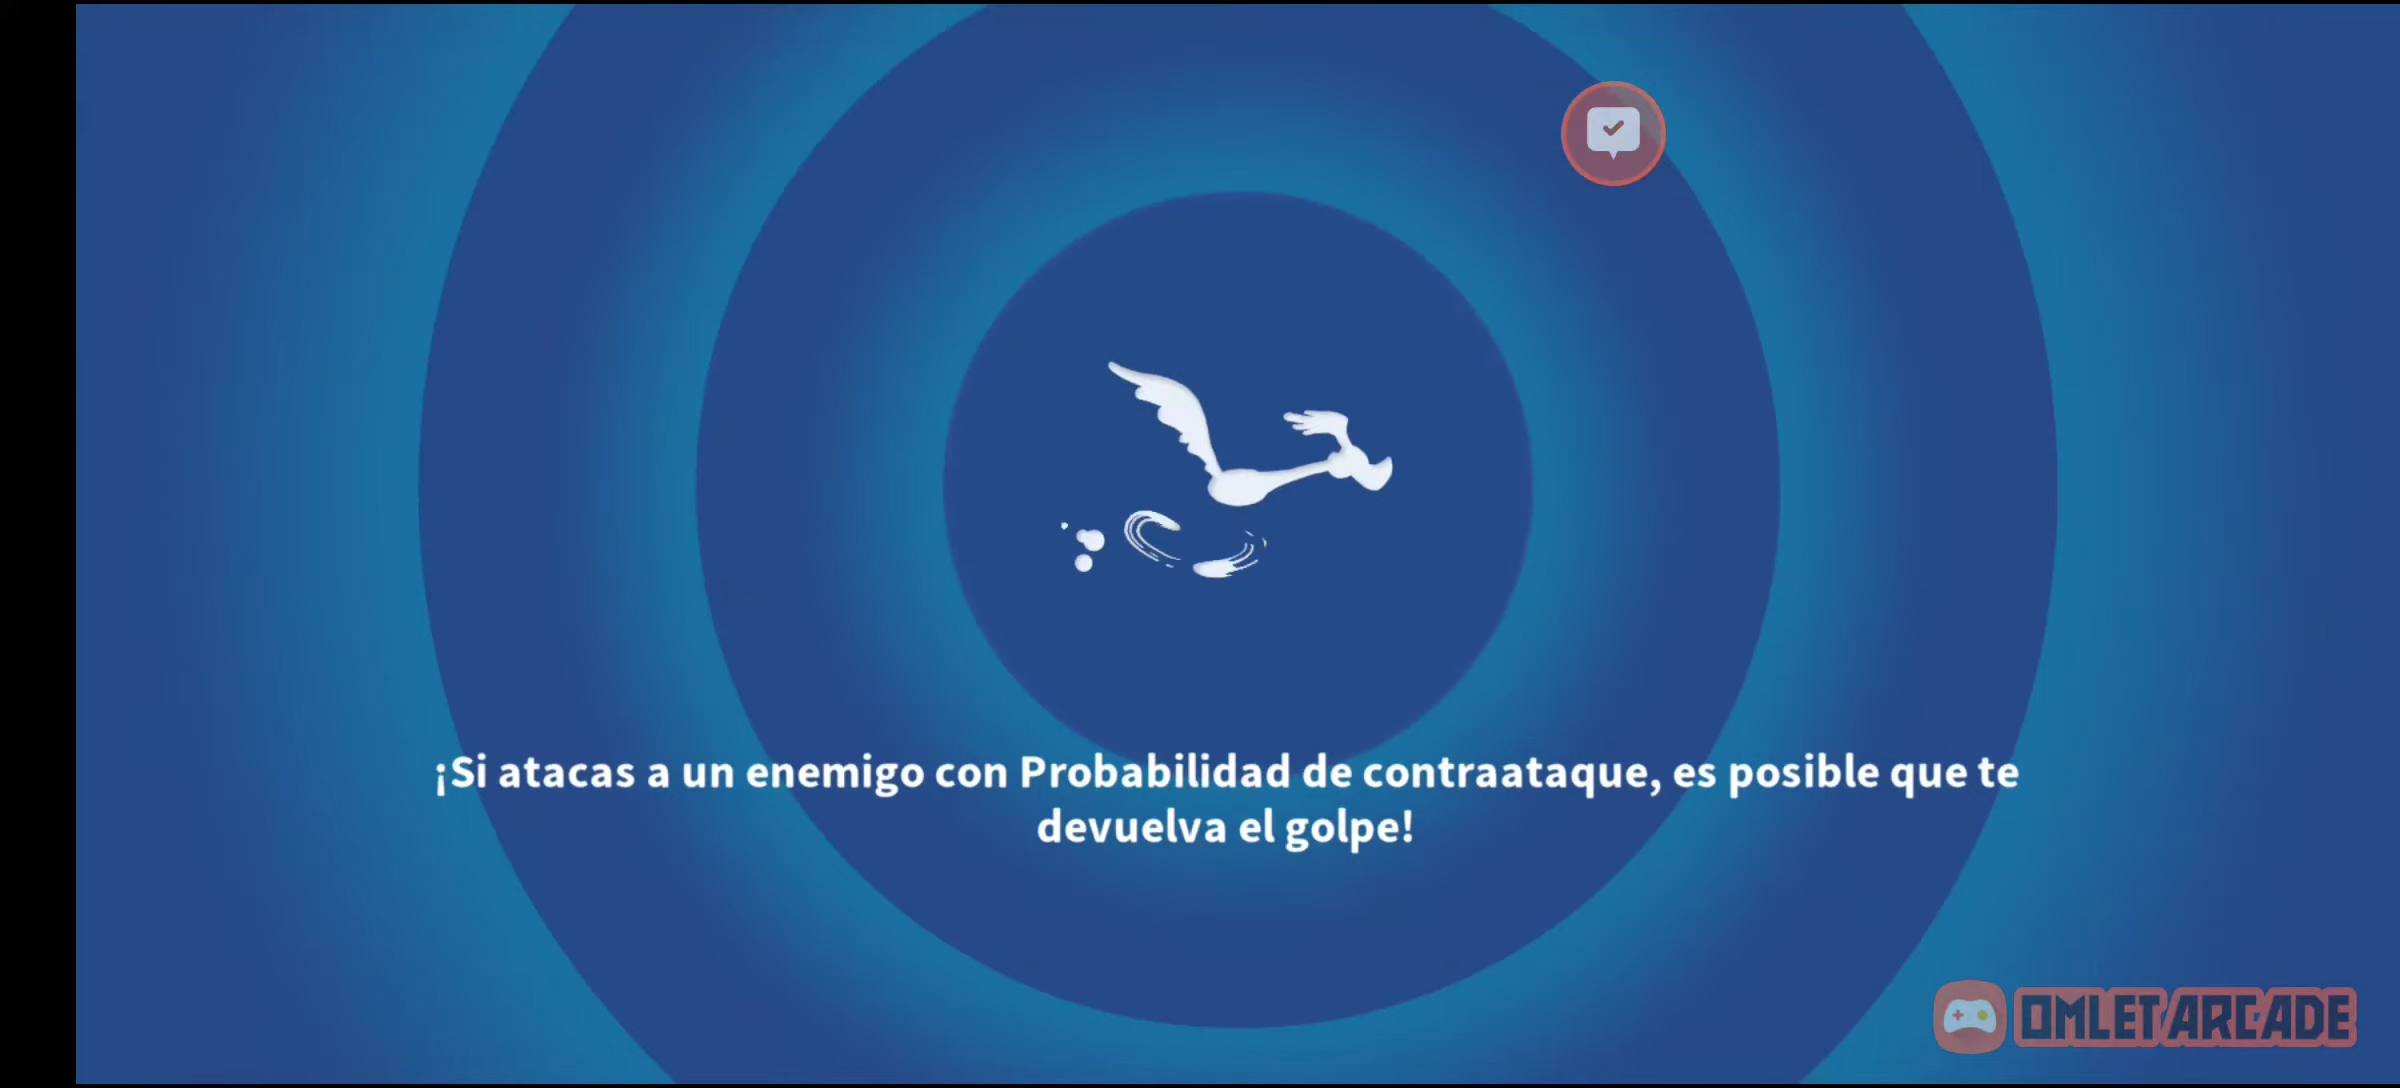 ¡Si atacas a un enemigo con Probabilidad de contraataque, es posible que te
devuelva el golpe!
OMLET ARCADE